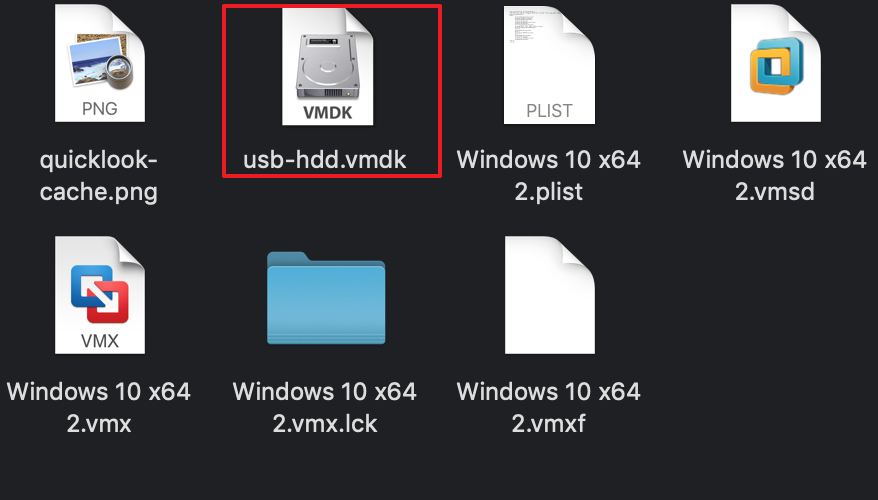 PNG
VMDK
PLIST
quicklook-
cache.png
usb-hdd.vmdk
Windows 10 x64
2.plist
Windows 10 x64
2.vmsd
VMX
Windows 10 x64
2.vmx
Windows 10 x64
2.vmx.lck
Windows 10 x64
2.vmxf